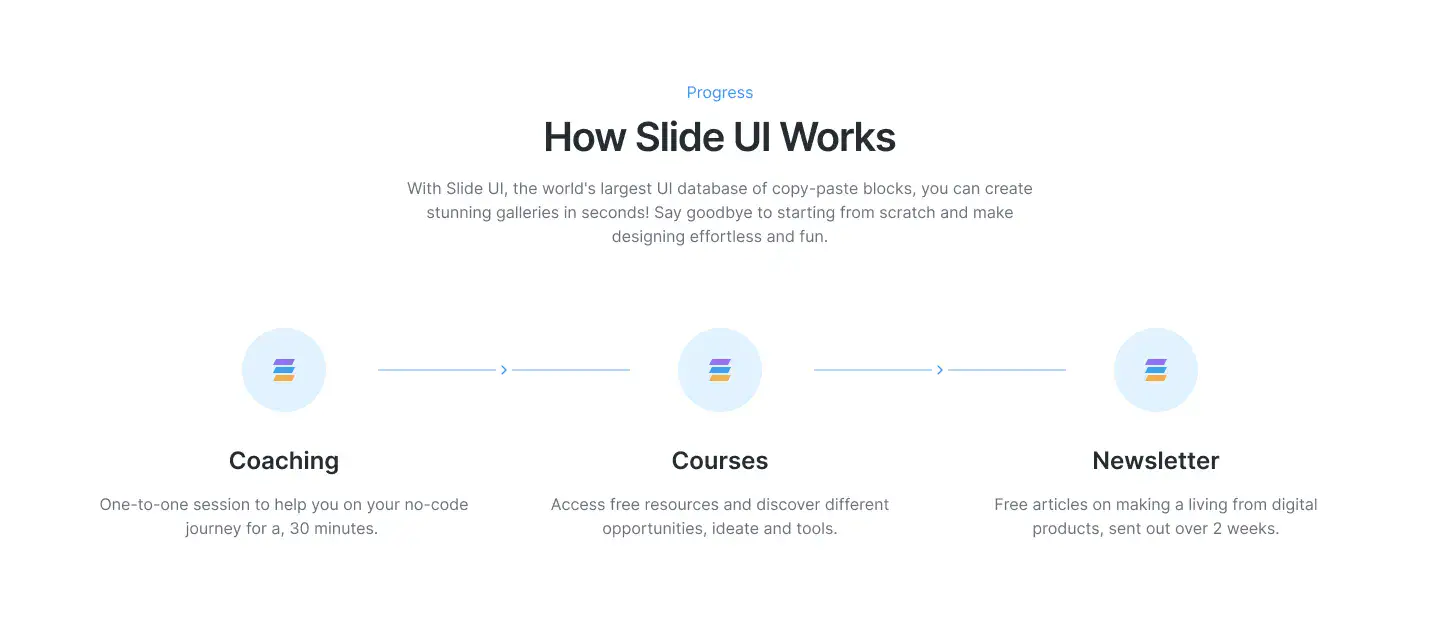 Progress
How Slide UI Works
With Slide UI, the world's largest UI database of copy-paste blocks, you can create
stunning galleries in seconds! Say goodbye to starting from scratch and make
designing effortless and fun.
Coaching
One-to-one session to help you on your no-code
journey for a, 30 minutes.
Courses
Access free resources and discover different
opportunities, ideate and tools.
Newsletter
Free articles on making a living from digital
products, sent out over 2 weeks.